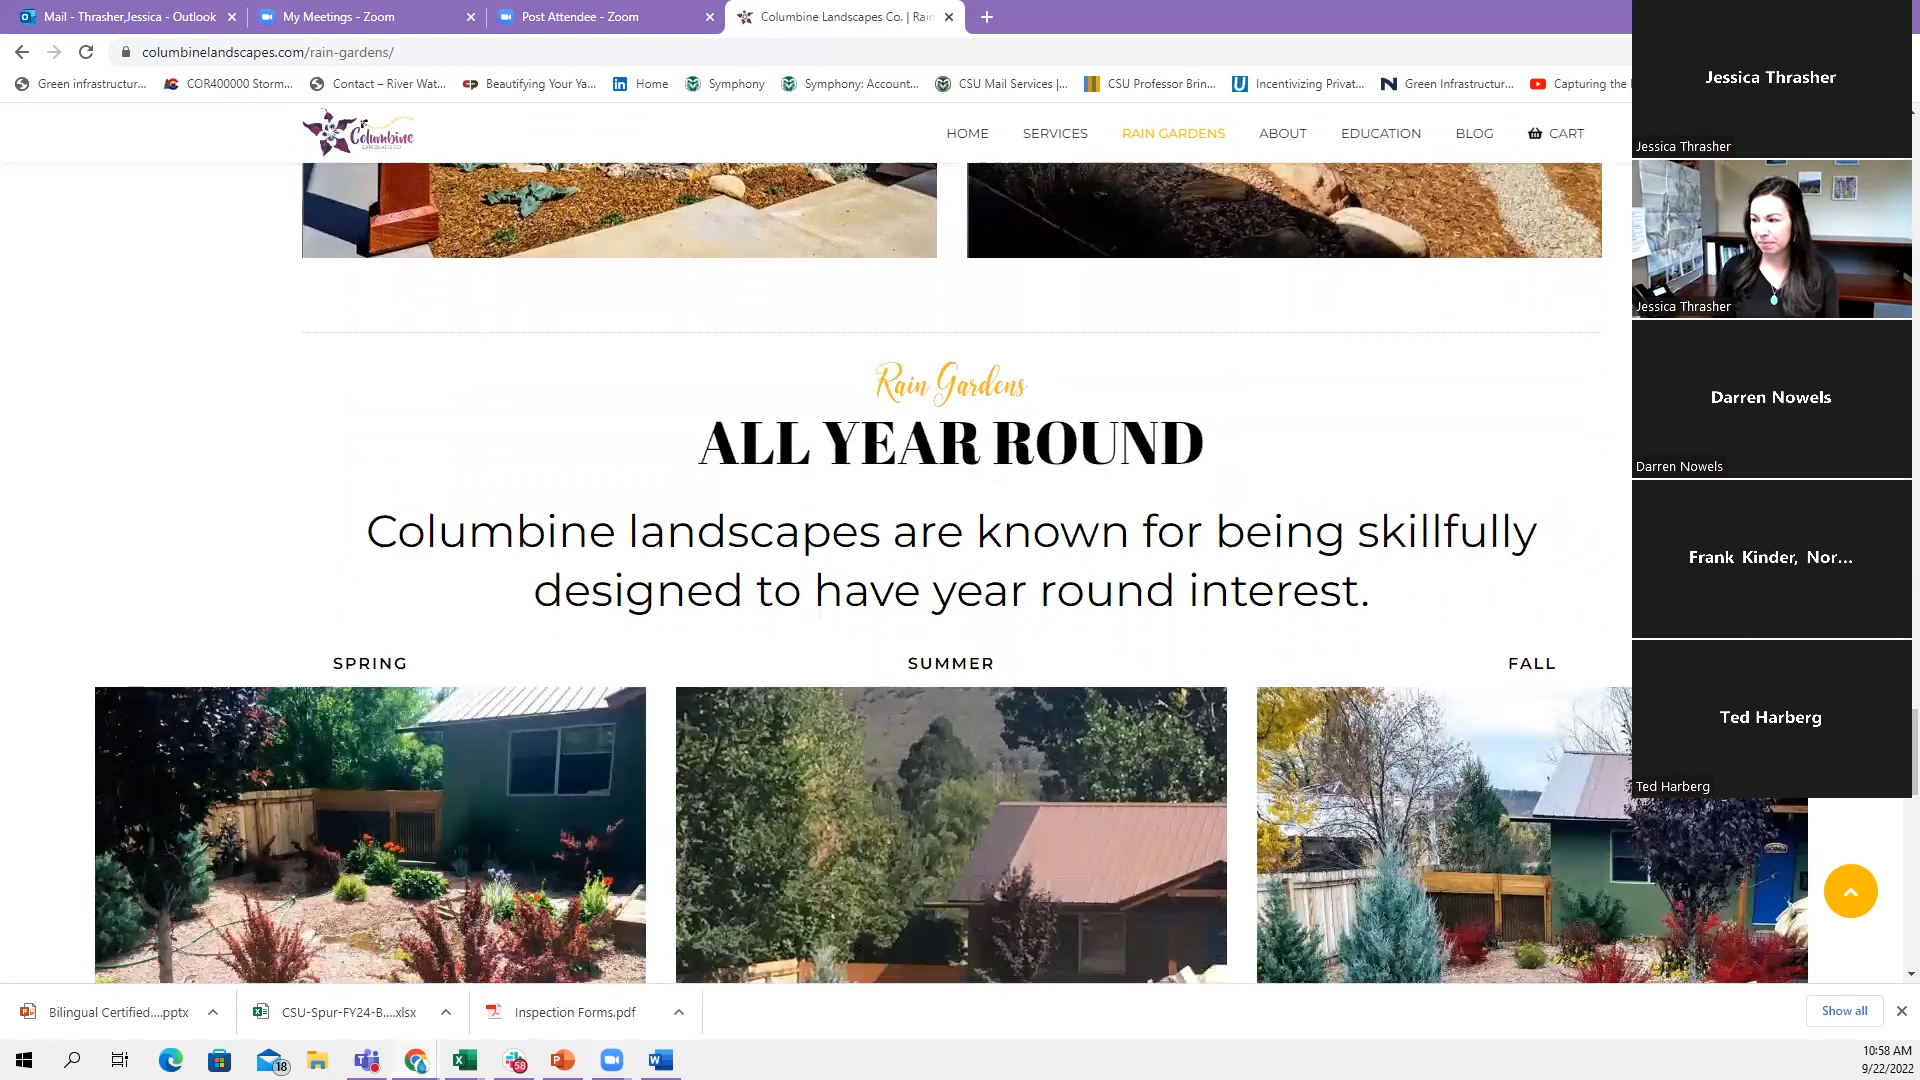 Mail - Thrasher,Jessica - Outlook
My Meetings - Zoom
Post Attendee - Zoom
Columbine Landscapes Co. | Rain
columbinelandscapes.com/rain-gardens/
Green infrastructur...
COR400000 Storm...
Contact – River Wat...
Beautifying Your Ya...
Home
Symphony
Symphony: Account...
CSU Mail Services |...
CSU Professor Brin...
Incentivizing Privat...
Green Infrastructur...
Capturing the
Columbine
LANDSCAPES CO
HOME
SERVICES
RAIN GARDENS
ABOUT
EDUCATION
BLOG
CART
Jessica Thrasher
Jessica Thrasher
Jessica Thrasher
Darren Nowels
Darren Nowels
Frank Kinder, Nor...
Ted Harberg
Ted Harberg
Rain Gardens
ALL YEAR ROUND
Columbine landscapes are known for being skillfully
designed to have year round interest.
SPRING
SUMMER
FALL
Bilingual Certified....pptx
CSU-Spur-FY24-B....xlsx
Inspection Forms.pdf
Show all
18
58
10:58 AM
9/22/2022